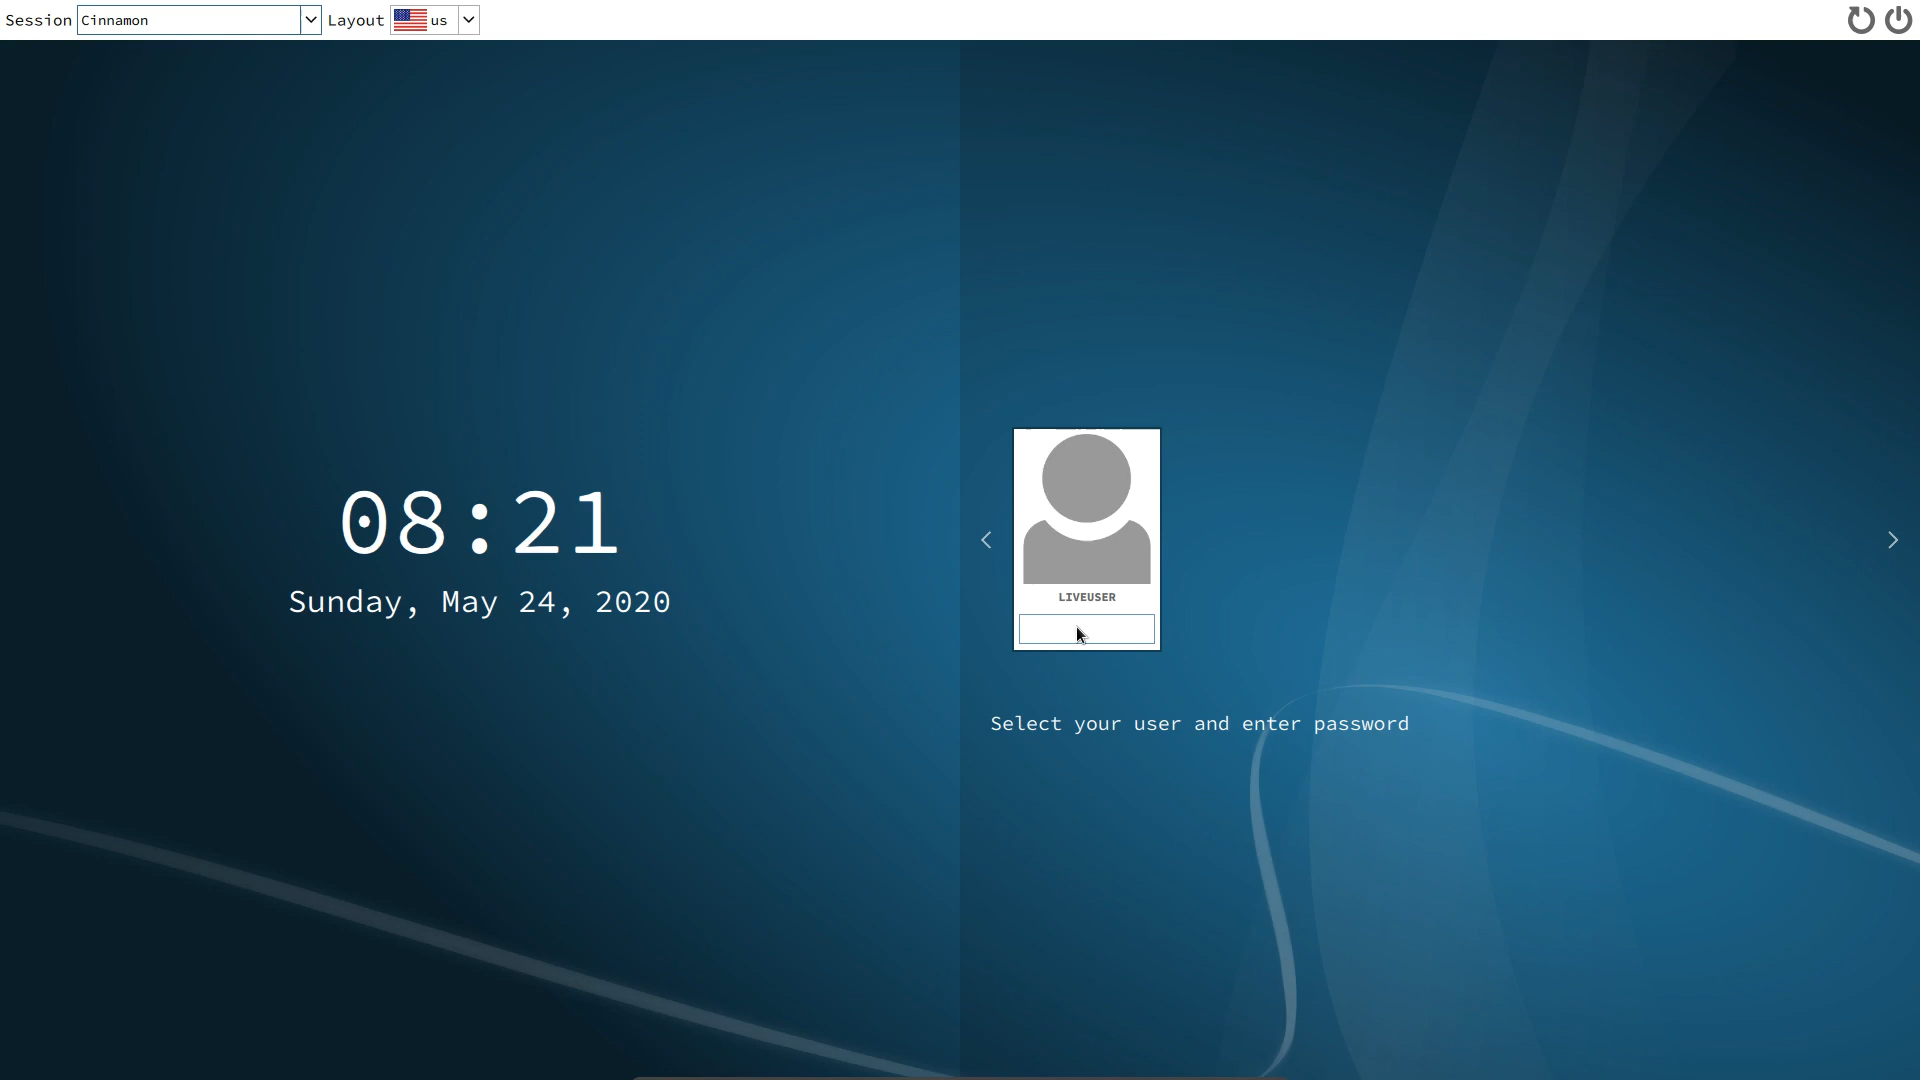 Session Cinnamon Layout us
08:21
Sunday, May 24, 2020
LIVEUSER
Select your user and enter password